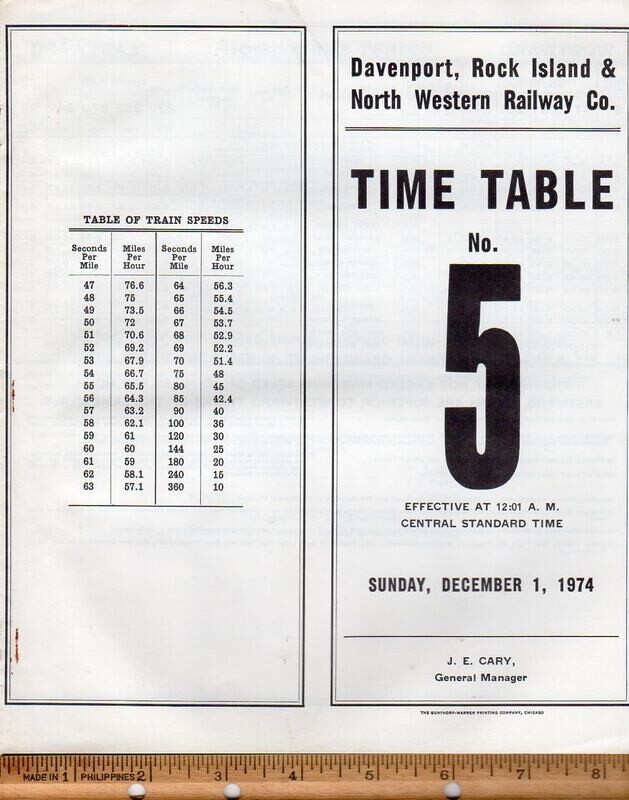 TABLE OF TRAIN SPEEDS
Seconds Per Mile Miles Per Hour Seconds Per Mile Miles Per Hour
47 76.6 64 56.3
48 75 65 55.4
49 73.5 66 54.5
50 72 67 53.7
51 70.6 68 52.9
52 69.2 69 52.2
53 67.9 70 51.4
54 66.7 75 48
55 65.5 80 45
56 64.3 85 42.4
57 63.2 90 40
58 62.1 100 36
59 61 120 30
60 60 144 25
61 59 180 20
62 58.1 240 15
63 57.1 360 10
Davenport, Rock Island &
North Western Railway Co.
TIME TABLE
No.
5
EFFECTIVE AT 12:01 A. M.
CENTRAL STANDARD TIME
SUNDAY, DECEMBER 1, 1974
J. E. CARY,
General Manager
THE GUNTHORP-WARREN PRINTING COMPANY, CHICAGO
MADE IN 1 PHILIPPINES 2 3 4 5 6 7 8